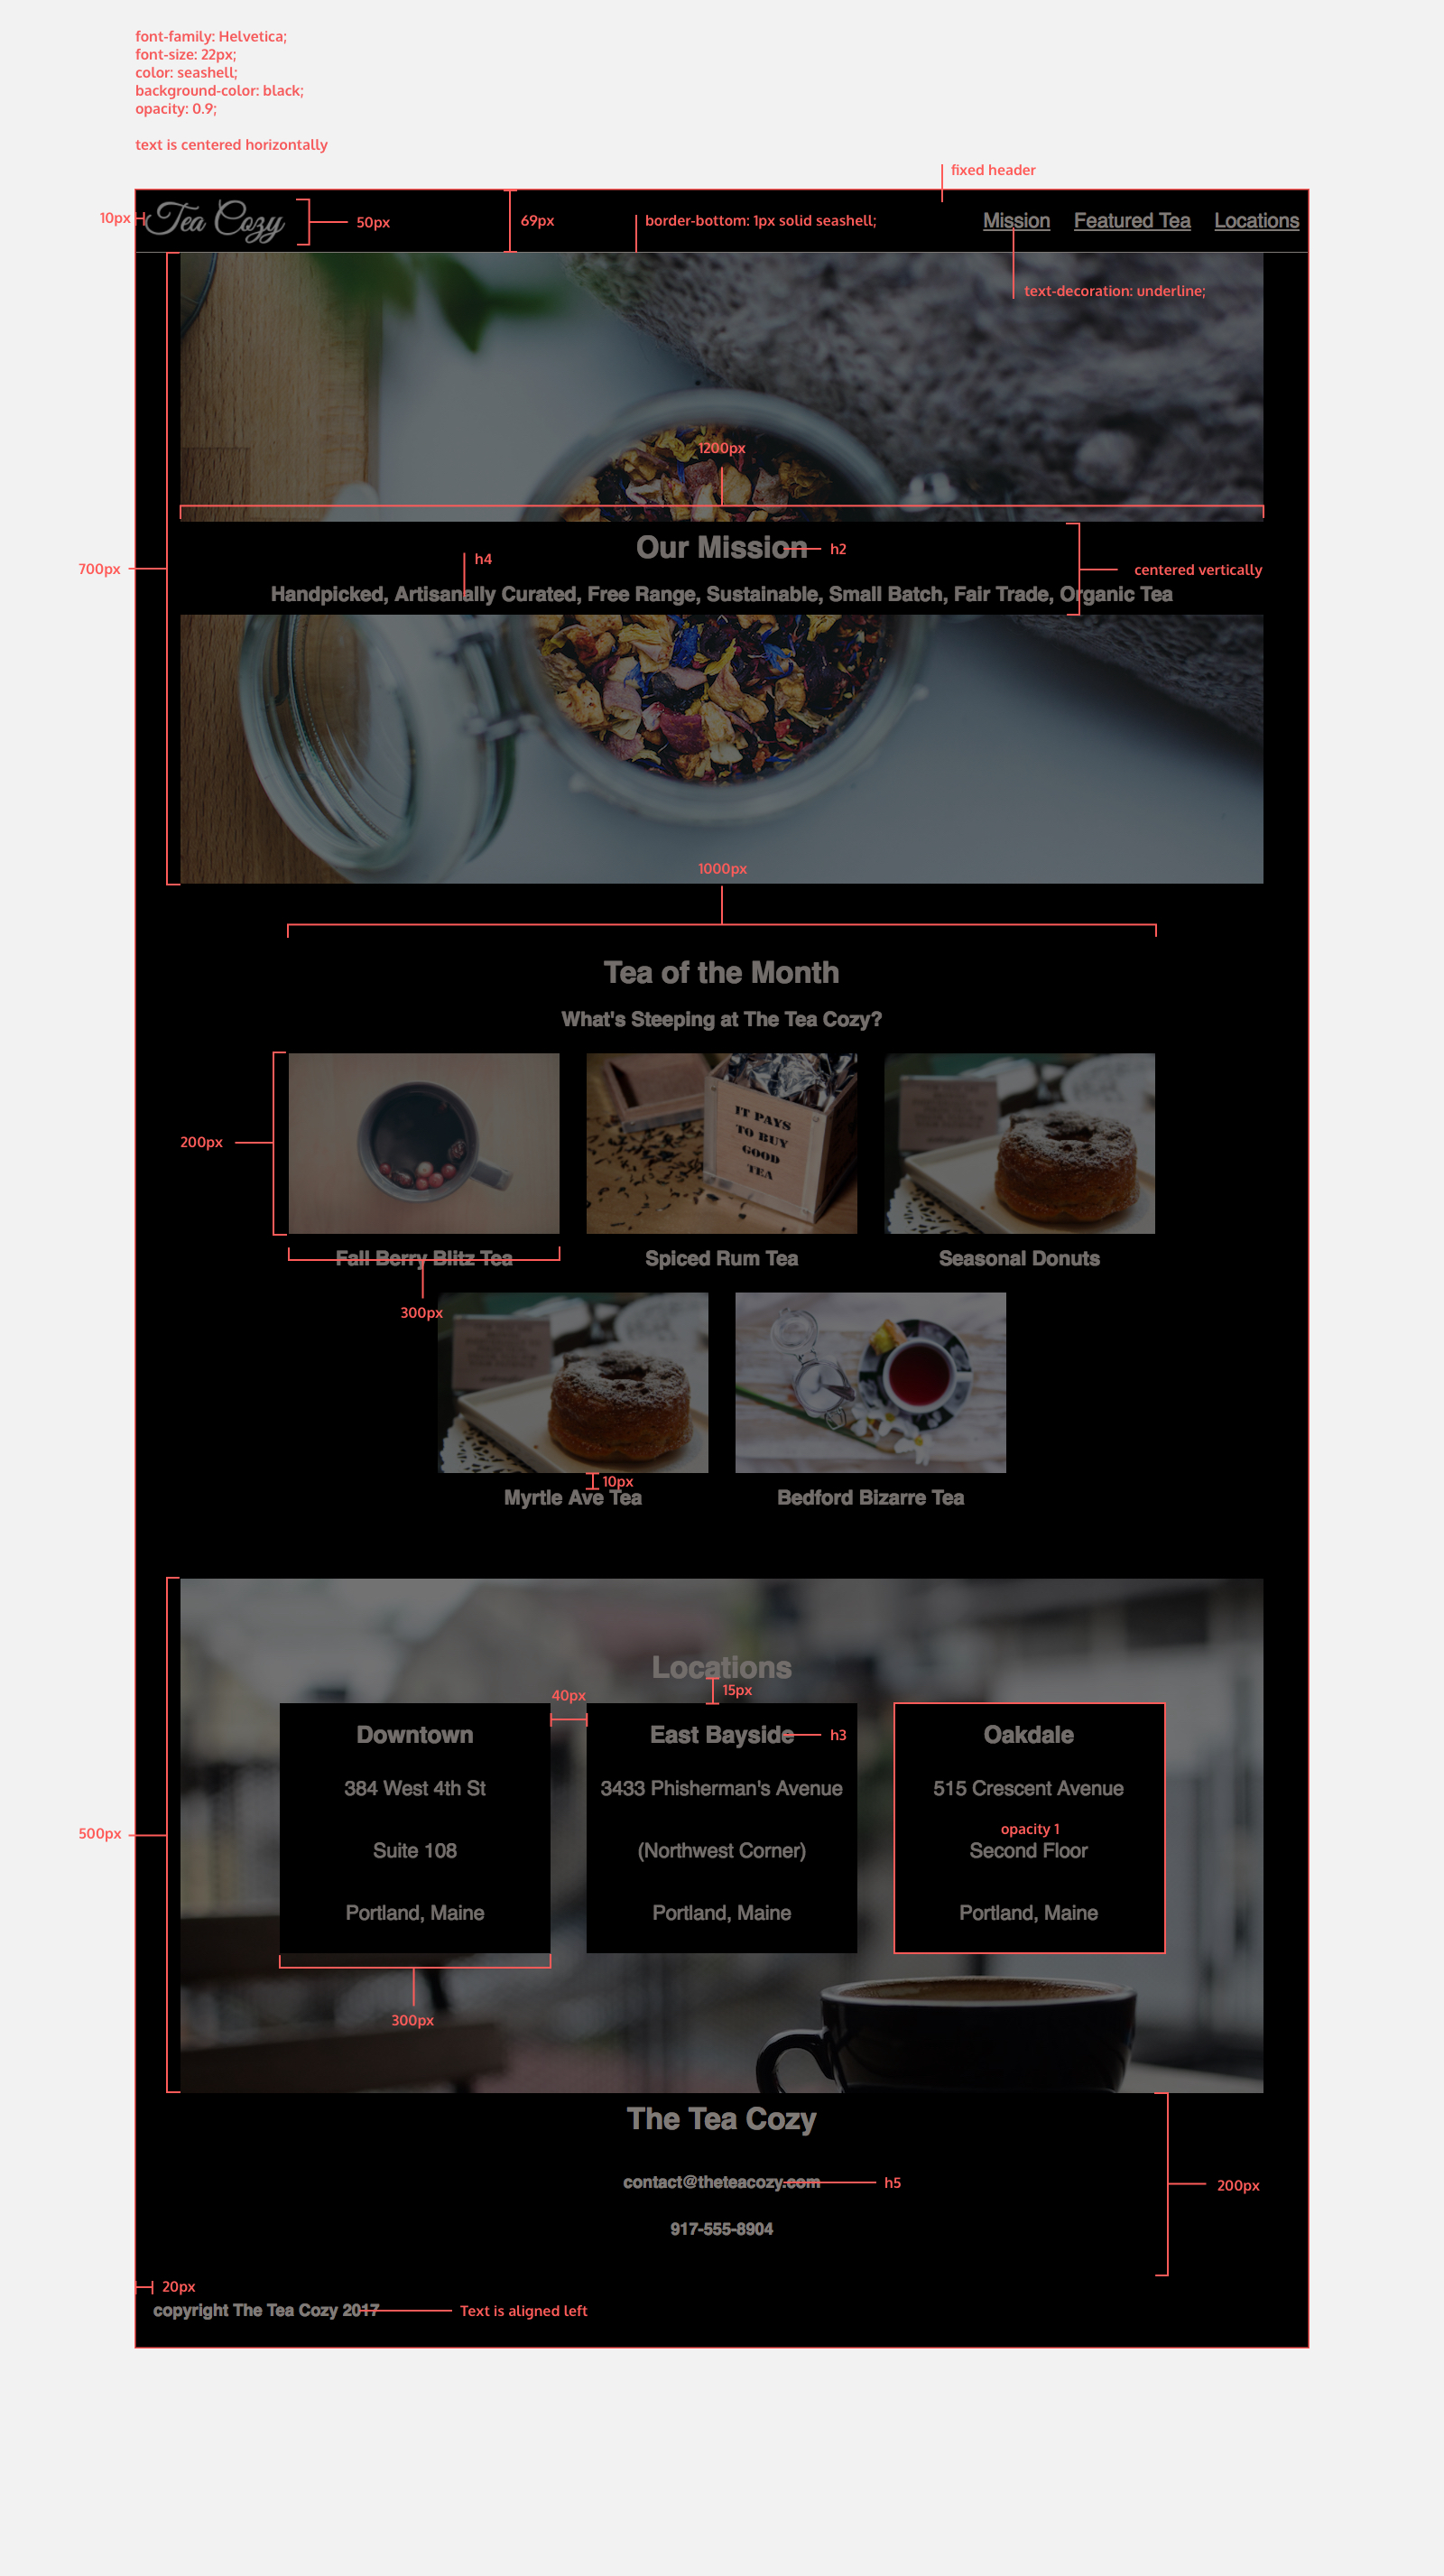 font-family: Helvetica;
font-size: 22px;
color: seashell;
background-color: black;
opacity: 0.9;
text is centered horizontally
fixed header
10px
Tea Cozy
50px
69px
border-bottom: 1px solid seashell;
Mission
Featured Tea
Locations
text-decoration: underline;
1200px
Our Mission
h2
h4
700px
centered vertically
Handpicked, Artisanally Curated, Free Range, Sustainable, Small Batch, Fair Trade, Organic Tea
1000px
Tea of the Month
What's Steeping at The Tea Cozy?
200px
IT PAYS
TO BUY
GOOD
TEA
Fall Berry Blitz Tea
Spiced Rum Tea
Seasonal Donuts
300px
10px
Myrtle Ave Tea
Bedford Bizarre Tea
Locations
40px
15px
Downtown
East Bayside
h3
Oakdale
384 West 4th St
3433 Phisherman's Avenue
515 Crescent Avenue
500px
opacity 1
Suite 108
(Northwest Corner)
Second Floor
Portland, Maine
Portland, Maine
Portland, Maine
300px
The Tea Cozy
contact@theteacozy.com
h5
200px
917-555-8904
20px
copyright The Tea Cozy 2017
Text is aligned left